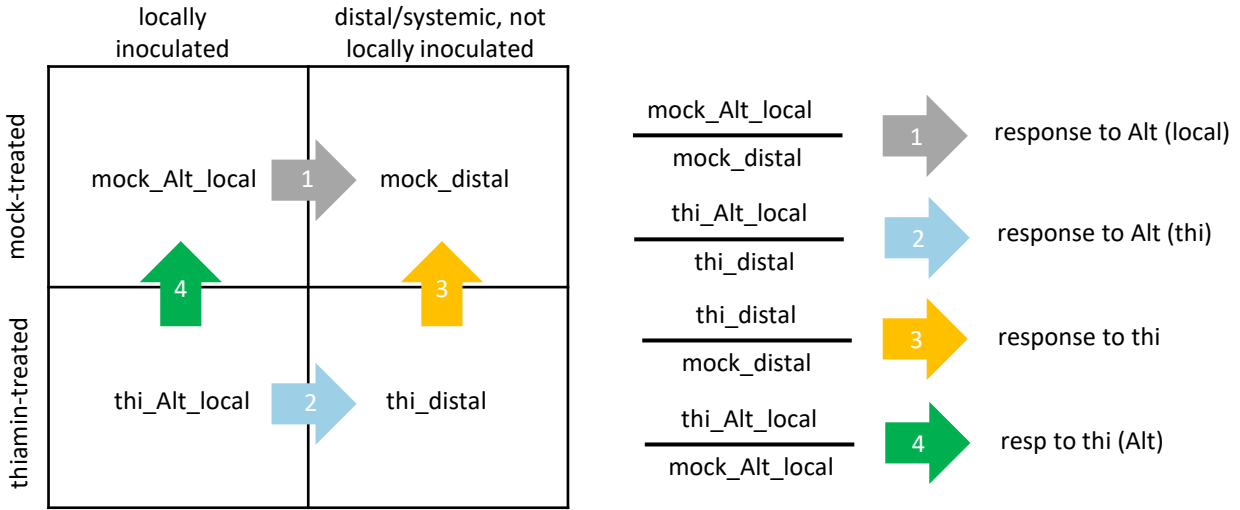 locally
inoculated
distal/systemic, not
locally inoculated
mock-treated
mock_Alt_local
1
mock_distal
4
3
thiamin-treated
thi_Alt_local
2
thi_distal
mock_Alt_local
mock_distal
1
response to Alt (local)
thi_Alt_local
thi_distal
2
response to Alt (thi)
thi_distal
mock_distal
3
response to thi
thi_Alt_local
mock_Alt_local
4
resp to thi (Alt)